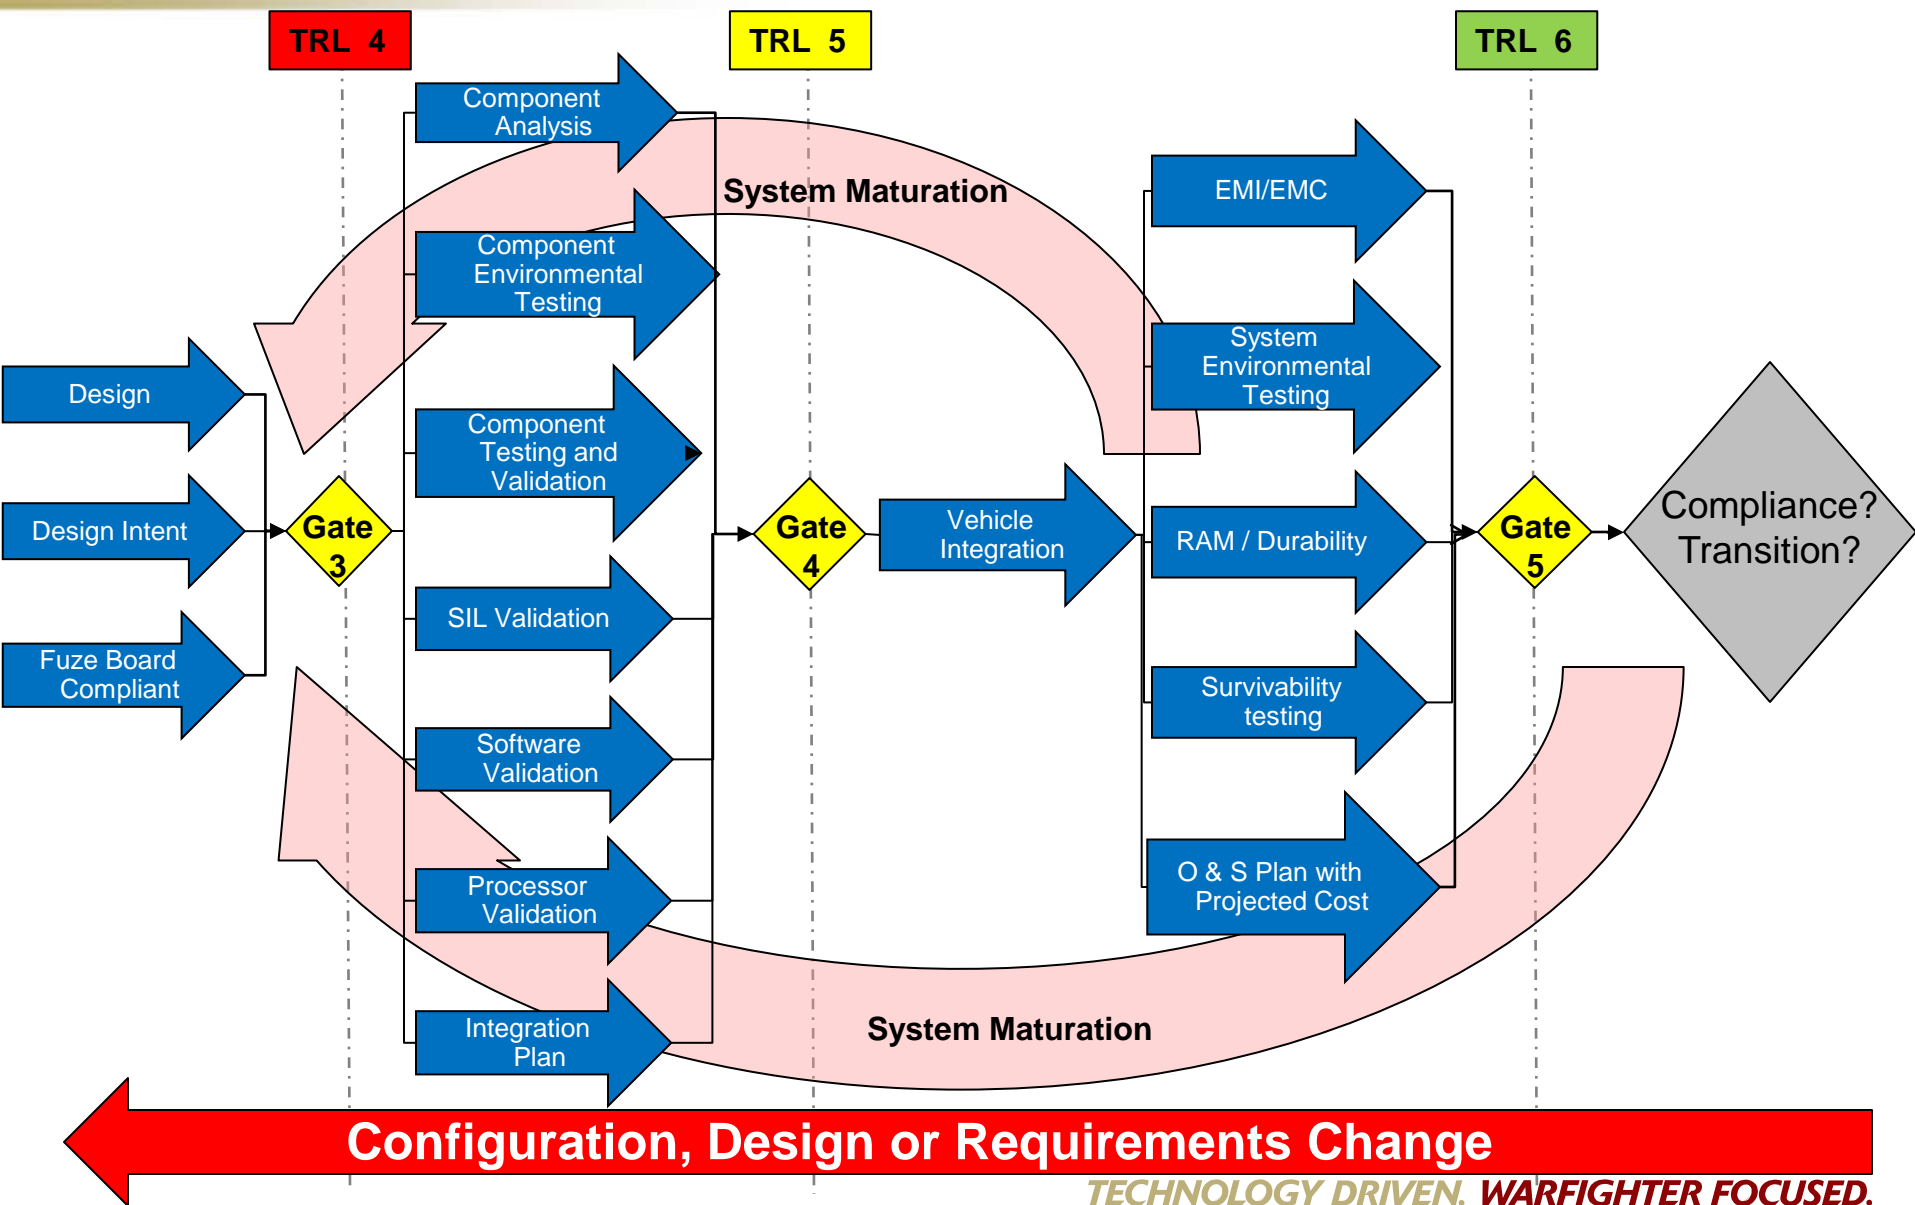 TRL 4
TRL 5
TRL 6
Component
Analysis
System Maturation
EMI/EMC
Component
Environmental
Testing
System
Environmental
Testing
Design
Component
Testing and
Validation
Compliance?
Transition?
Design Intent
Gate
3
Gate
4
Vehicle
Integration
RAM / Durability
Gate
5
SIL Validation
Fuze Board
Compliant
Survivability
testing
Software
Validation
Processor
Validation
O & S Plan with
Projected Cost
Integration
Plan
System Maturation
Configuration, Design or Requirements Change
TECHNOLOGY DRIVEN. WARFIGHTER FOCUSED.